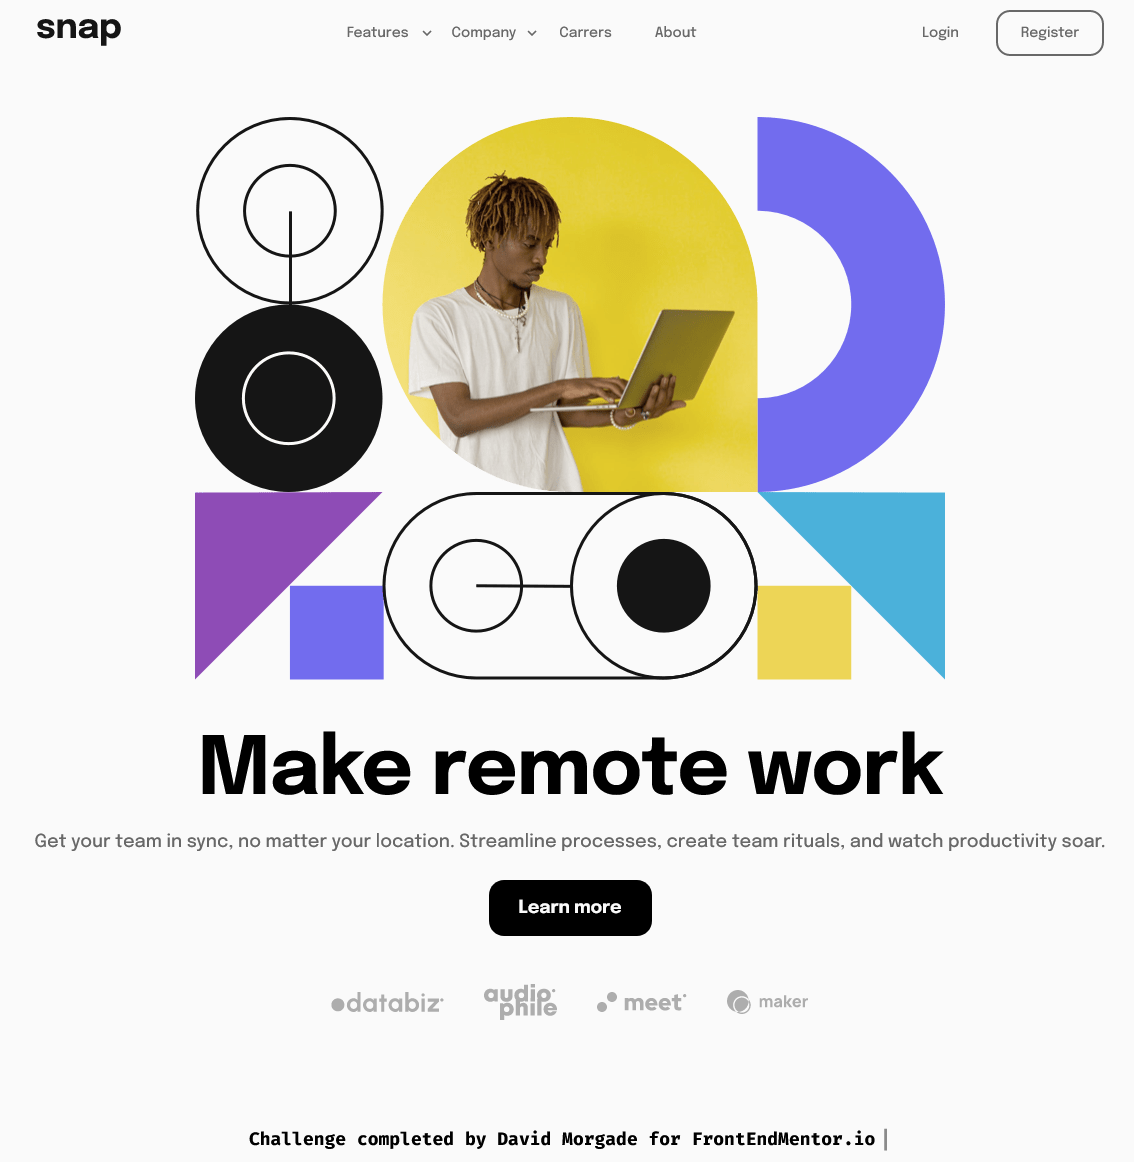 snap
Features
Company
Carrers
About
Login
Register
Make remote work
Get your team in sync, no matter your location. Streamline processes, create team rituals, and watch productivity soar.
Learn more
databiz
audiophile
meet
maker
Challenge completed by David Morgade for FrontEndMentor.io